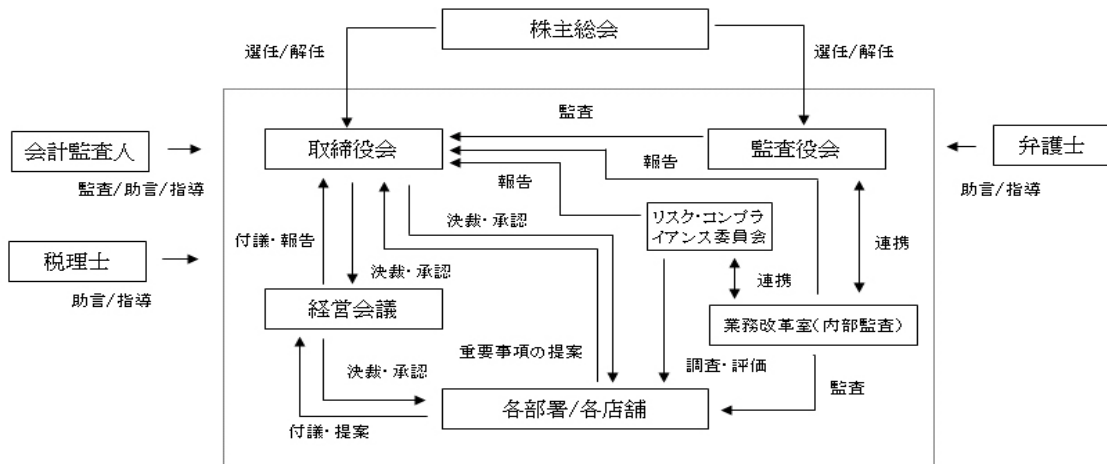 株主総会
選任/解任
選任/解任
監査
会計監査人
取締役会
監査役会
弁護士
報告
監査/助言/指導
報告
助言/指導
リスク・コンプラ
イアンス委員会
決裁・承認
付議・報告
連携
税理士
決裁・承認
連携
助言/指導
経営会議
業務改革室(内部監査)
重要事項の提案
調査・評価
決裁・承認
監査
各部署/各店舗
付議・提案